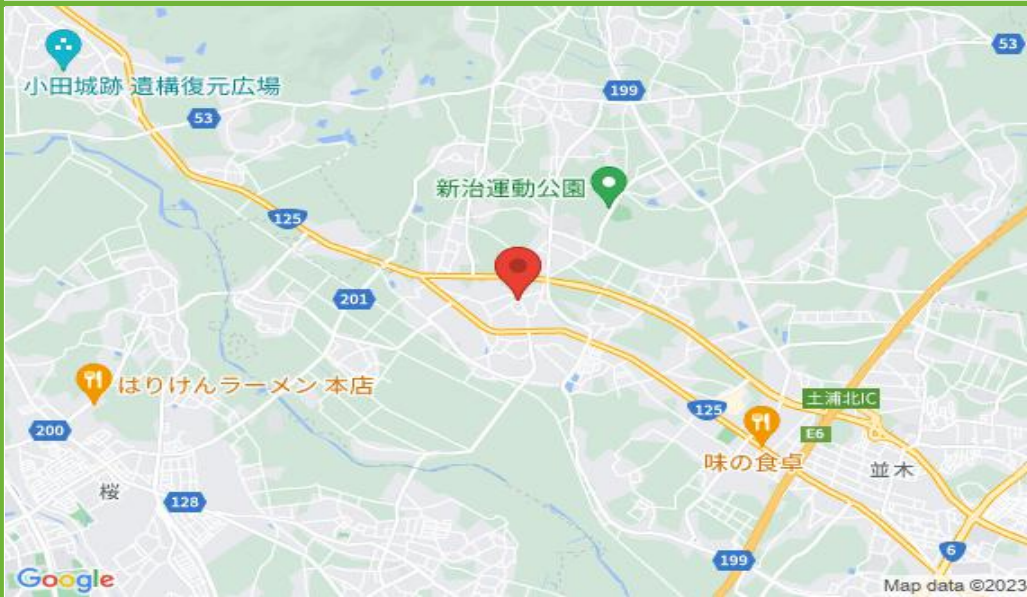 53
小田城跡 遺構復元広場
199
53
新治運動公園
125
201
はりけんラーメン 本店
土浦北IC
125
E6
200
味の食卓
並木
桜
128
6
199
Google
Map data ©2023